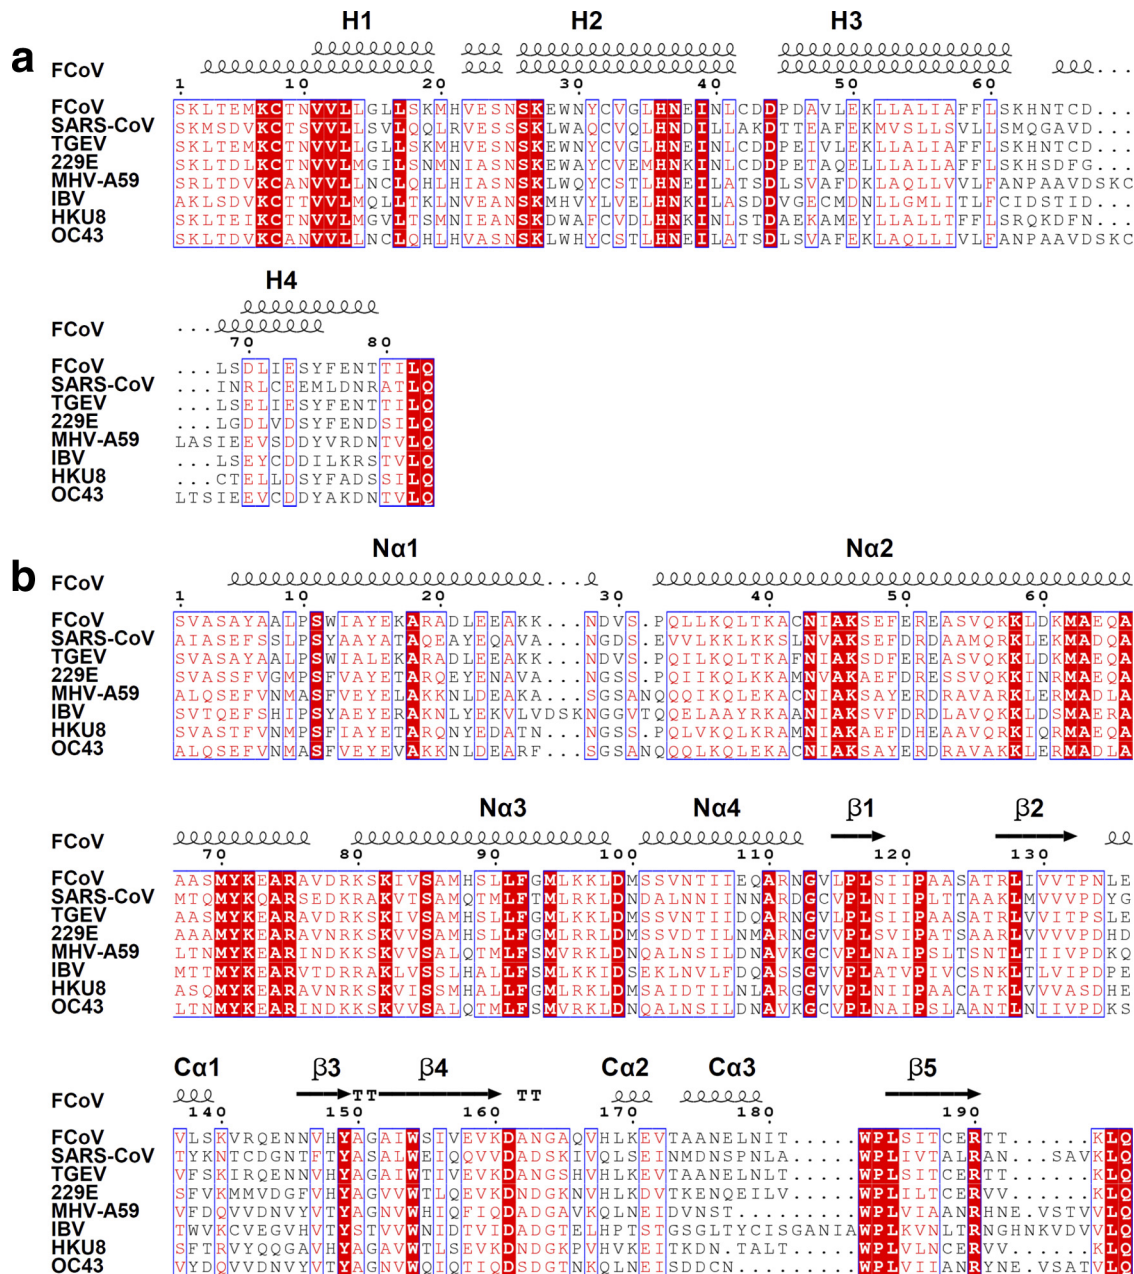 a
H1 H2 H3
FCoV ...
1 10 20 30 40 50 60
FCoV SKLTEMKCTNVVLLGLLSKMHVESNSKEWNYCVGLHNEINLCDDPDAVLEKLLALIAFFLSKHNTCD...
SARS-CoV SKMSDVKCTSVVLLSVLQQLRVESSSKLWAQCVQLHNDILLAKDTTEAFEKMVSLLSVLLSMQGAVD...
TGEV SKLTEMKCTNVVLLGLLSKMHVESNSKEWNYCVGLHNEINLCDDPEIVLEKLLALIAFFLSKHNTCD...
229E SKLTDLKCTNVVLMGILSNMNIASNSKEWAYCVEMHNKINLCDDPETAQELLLALLAFFLSKHSDFG...
MHV-A59 SRLTDVKCANVVLLNCLQHLHIASNSKLWQYCSTLHNEILATSDLSVAFDKLAQLLVVLFANPAAVDSKC
IBV AKLSDVKCTTVVLMQLLTKLNVEANSKMHVYLVELHNKILASDDVGECMDNLLGMLITLFCIDSTID...
HKU8 SKLTEIKCTNVVLMGVLTSMNIEANSKDWAFCVDLHNKINLSTDAEKAMEYLLALLTFFLSRQKDFN...
OC43 SKLTDVKCANVVLLNCLQHLHVASNSKLWHYCSTLHNEILATSDLSVAFEKLAQLLIVLFANPAAVDSKC
H4
FCoV ...
70 80
FCoV ...LSDLIESYFENTTILQ
SARS-CoV ...INRLCEEMLDNRATLQ
TGEV ...LSELIESYFENTTILQ
229E ...LGDLVDSYFENDSILQ
MHV-A59 LASIEEVSDDYVRDNTVLQ
IBV ...LSEYCDDILKRSTVLQ
HKU8 ...CTELLDSYFADSSILQ
OC43 LTSIEEVCDDYAKDNTVLQ
b
Nα1 Nα2
FCoV ... .
1 10 20 30 40 50 60
FCoV SVASAYAALPSWIAYEKARADLEEAKK...NDVS.PQLLKQLTKACNIAKSEFEREASVQKKLDKMAEQA
SARS-CoV AIASEFSSLPSYAAYATAQEAYEQAVA...NGDS.EVVLKKLKKSLNVAKSEFDRDAAMQRKLEKMADQA
TGEV SVASAYAALPSWIALEKARADLEEAKK...NDVS.PQILKQLTKAFNIAKSDFEREASVQKKLDKMAEQA
229E SVASSFVGMPSFVAYETARQEYENAVA...NGSS.PQIIKQLKKAMNVAKAEFDRESSVQKKINRMAEQA
MHV-A59 ALQSEFVNMASFVEYELAKKNLDEAKA...SGSANQQQIKQLEKACNIAKSAYERDRAVARKLERMADLA
IBV SVTQEFSHIPSYAEYERAKNLYEKVLVDSKNGGVTQQELAAYRKAANIAKSVFDRDLAVQKKLDSMAERA
HKU8 SVASTFVNMPSFIAYETARQNYEDATN...NGSS.PQLVKQLKRAMNIAKAEFDHEASVQKKINRMAEQA
OC43 ALQSEFVNMASFVEYEVAKKNLDEARF...SGSANQQQLKQLEKACNIAKSAYERDRAVAKKLERMADLA
Nα3 Nα4 β1 β2
FCoV
70 80 90 100 110 120 130
FCoV AASMYKEARAVDRKSKIVSAMHSLLFGMLKKLDMSSVNTIIEQARNGVLPLSIIPAASATRLIVVTPNLE
SARS-CoV MTQMYKQARSEDKRAKVTSAMQTMLFTMLRKLDNDALNNIINNARDGCVPLNIIPLTTAAKLMVVVPDYG
TGEV AASMYKEARAVDRKSKIVSAMHSLLFGMLKKLDMSSVNTIIDQARNGVLPLSIIPAASATRLVVITPSLE
229E AAAMYKEARAVNRKSKVVSAMHSLLFGMLRRLDMSSVDTILNMARNGVVPLSVIPATSAARLVVVVPDHD
MHV-A59 LTNMYKEARINDKKSKVVSALQTMLFSMVRKLDNQALNSILDNAVKGCVPLNAIPSLTSNTLTIIVPDKQ
IBV MTTMYKEARVTDRRAKLVSSLHALLFSMLKKIDSEKLNVLFDQASSGVVPLATVPIVCSNKLTLVIPDPE
HKU8 ASQMYKEARAVNRKSKVISSMHALLFGMLRKLDMSAIDTILNLARDGVVPLNIIPAACATKLVVVASDHE
OC43 LTNMYKEARINDKKSKVVSALQTMLFSMVRKLDNQALNSILDNAVKGCVPLNAIPSLAANTLNIIVPDKS
Cα1 β3 β4 Cα2 Cα3 β5
FCoV TT TT
140 150 160 170 180 190
FCoV VLSKVRQENNVHYAGAIWSIVEVKDANGAQVHLKEVTAANELNIT......WPLSITCERTT......KLQ
SARS-CoV TYKNTCDGNTFTYASALWEIQQVVDADSKIVQLSEINMDNSPNLA......WPLIVTALRAN...SAVKLQ
TGEV VFSKIRQENNVHYAGAIWTIVEVKDANGSHVHLKEVTAANELNLT......WPLSITCERTT......KLQ
229E SFVKMMVDGFVHYAGVVWTLQEVKDNDGKNVHLKDVTKENQEILV......WPLILTCERVV......KLQ
MHV-A59 VFDQVVDNVYVTYAGNVWHIQFIQDADGAVKQLNEIDVNST..........WPLVIAANRHNE.VSTVVLQ
IBV TWVKCVEGVHVTYSTVVWNIDTVIDADGTELHPTSTGSGLTYCISGANIAWPLKVNLTRNGHNKVDVVLQ
HKU8 SFTRVYQQGAVHYAGAVWTLSEVKDNDGKPVHVKEITKDN.TALT......WPLVLNCERVV......KLQ
OC43 VYDQVVDNVYVTYAGNVWQIQTIQDSDGTNKQLNEISDDCN..........WPLVIIANRYNE.VSATVLQ